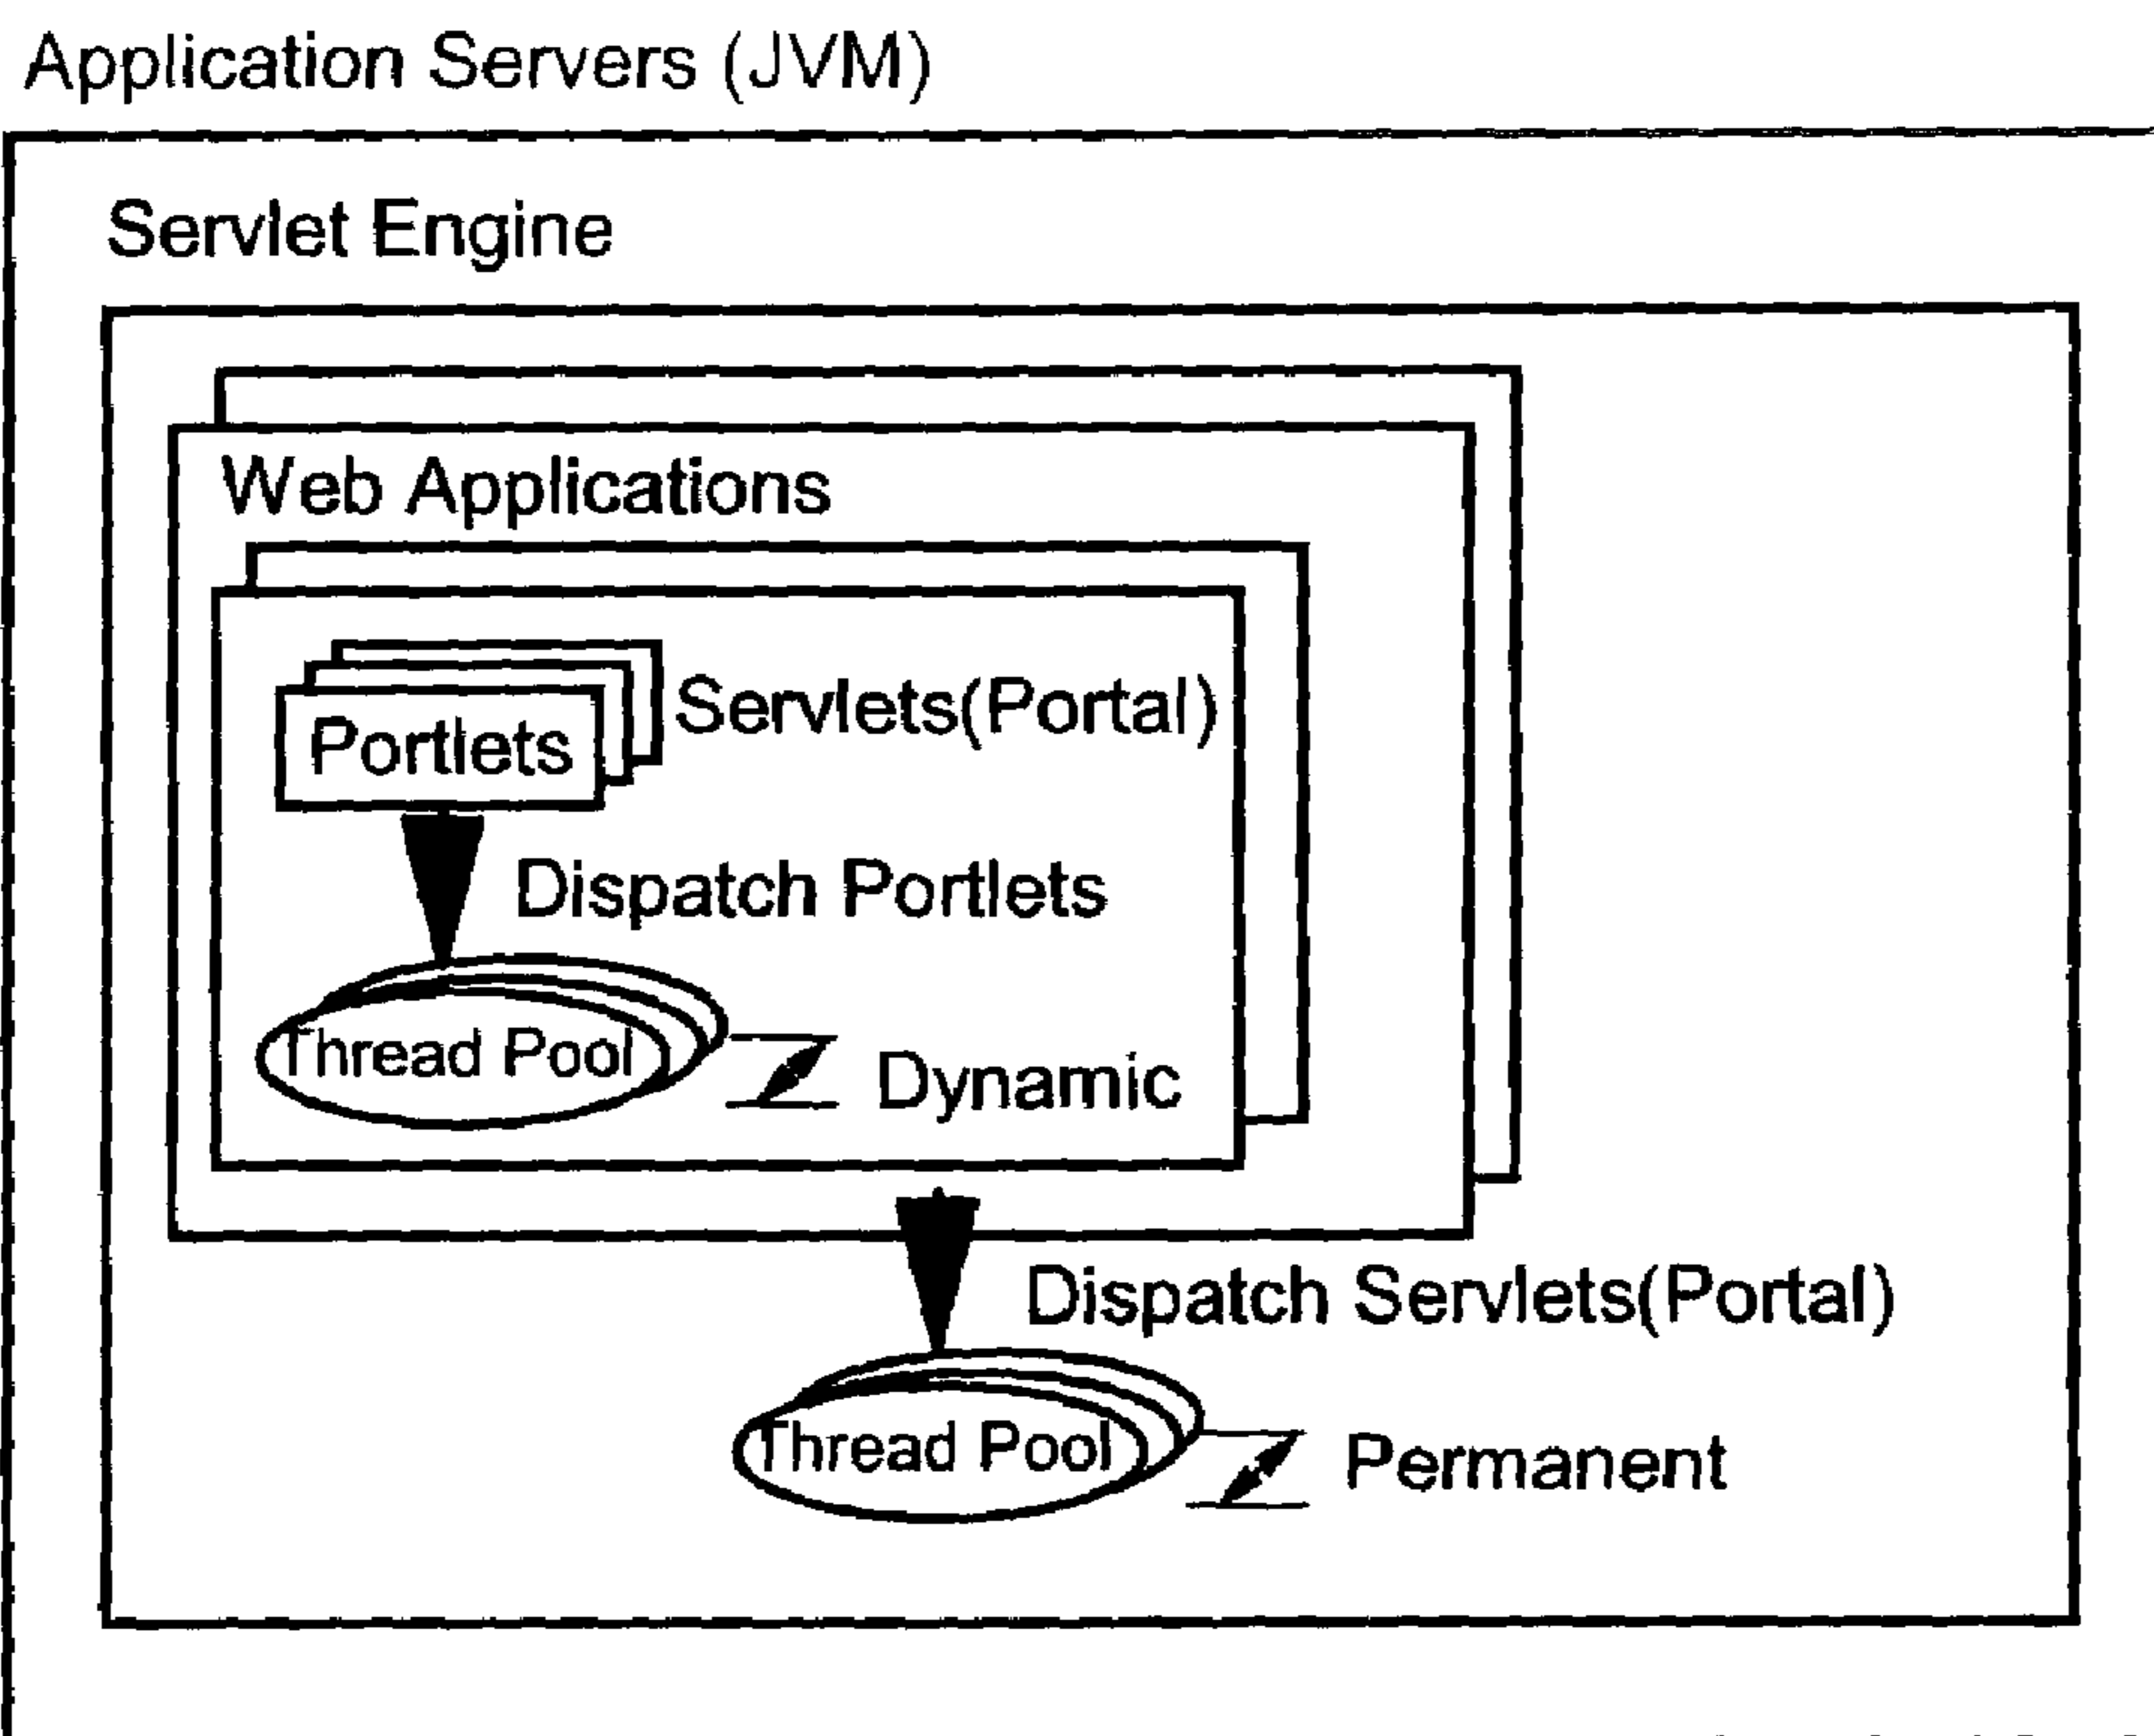 Application Servers (JVM)
Servlet Engine
Web Applications
Servlets(Portal)
Portlets
Dispatch Portlets
Thread Pool
Dynamic
Dispatch Servlets(Portal)
Thread Pool
Permanent